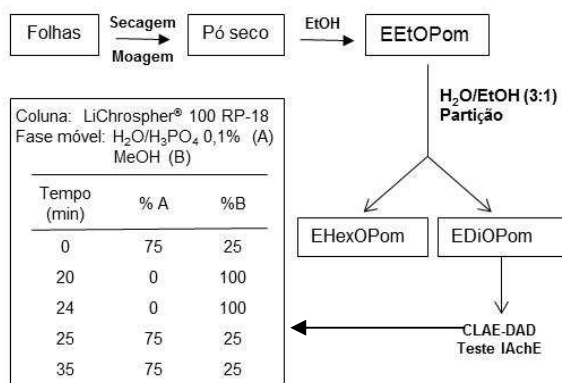 Folhas
Secagem
Moagem
Pó seco
EtOH
EEtOPom
H₂O/EtOH (3:1)
Partição
EHexOPom
EDiOPom
CLAE-DAD
Teste IAchE
Coluna: LiChrospher® 100 RP-18
Fase móvel: H₂O/H₃PO₄ 0,1% (A)
MeOH (B)
Tempo (min) % A %B
0 75 25
20 0 100
24 0 100
25 75 25
35 75 25